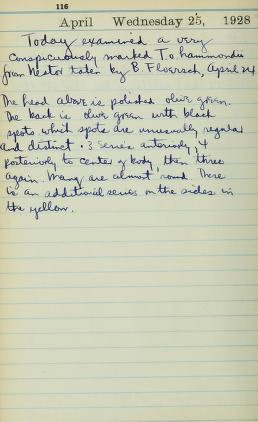 116
April Wednesday 25, 1928
Today examined a very
conspicuously marked T. o. hammondii
from Nestor taken by B. Floersch, April 24
The head above is polished olive green.
The back is olive green with black
spots which spots are unusually regular
and distinct. 3 series anteriorly, 4
posteriorly to center of body, then three
again. Many are almost round. There
is an additional series on the sides in
the yellow.